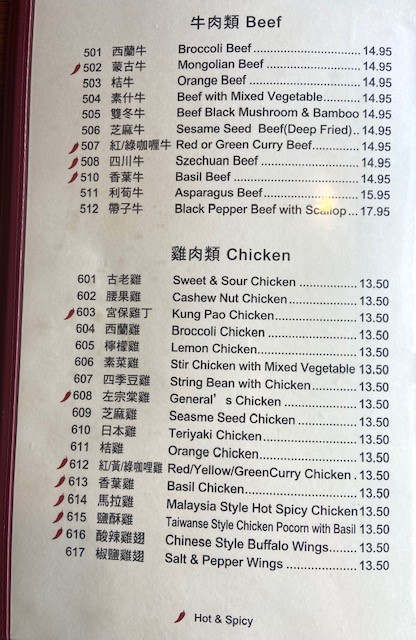 牛肉類 Beef
501 西蘭牛 Broccoli Beef 14.95
502 蒙古牛 Mongolian Beef 14.95
503 桔牛 Orange Beef 14.95
504 素什牛 Beef with Mixed Vegetable 14.95
505 雙冬牛 Beef Black Mushroom & Bamboo 14.95
506 芝麻牛 Sesame Seed Beef(Deep Fried) 14.95
507 紅/綠咖喱牛 Red or Green Curry Beef 14.95
508 四川牛 Szechuan Beef 14.95
510 香葉牛 Basil Beef 14.95
511 利荀牛 Asparagus Beef 15.95
512 帶子牛 Black Pepper Beef with Scallop 17.95
雞肉類 Chicken
601 古老雞 Sweet & Sour Chicken 13.50
602 腰果雞 Cashew Nut Chicken 13.50
603 宮保雞丁 Kung Pao Chicken 13.50
604 西蘭雞 Broccoli Chicken 13.50
605 檸檬雞 Lemon Chicken 13.50
606 素菜雞 Stir Chicken with Mixed Vegetable 13.50
607 四季豆雞 String Bean with Chicken 13.50
608 左宗棠雞 General's Chicken 13.50
609 芝麻雞 Seasme Seed Chicken 13.50
610 日本雞 Teriyaki Chicken 13.50
611 桔雞 Orange Chicken 13.50
612 紅/黃/綠咖哩雞 Red/Yellow/GreenCurry Chicken 13.50
613 香葉雞 Basil Chicken 13.50
614 馬拉雞 Malaysia Style Hot Spicy Chicken 13.50
615 鹽酥雞 Taiwanse Style Chicken Pocorn with Basil 13.50
616 酸辣雞翅 Chinese Style Buffalo Wings 13.50
617 椒鹽雞翅 Salt & Pepper Wings 13.50
Hot & Spicy